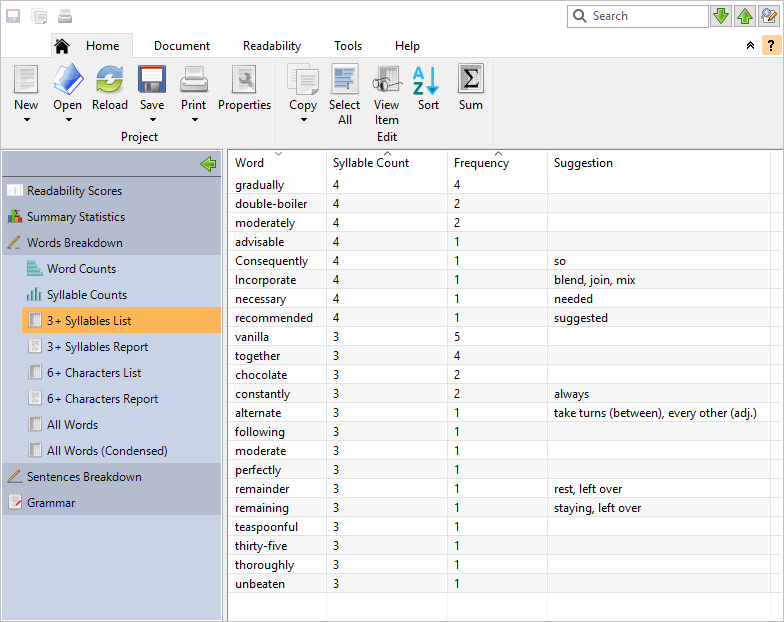 Search
Home Document Readability Tools Help
?
New Open Reload Save Print Properties Copy Select All View Item Sort Sum
Project Edit
Readability Scores
Summary Statistics
Words Breakdown
Word Counts
Syllable Counts
3+ Syllables List
3+ Syllables Report
6+ Characters List
6+ Characters Report
All Words
All Words (Condensed)
Sentences Breakdown
Grammar
Word Syllable Count Frequency Suggestion
gradually 4 4
double-boiler 4 2
moderately 4 2
advisable 4 1
Consequently 4 1 so
Incorporate 4 1 blend, join, mix
necessary 4 1 needed
recommended 4 1 suggested
vanilla 3 5
together 3 4
chocolate 3 2
constantly 3 2 always
alternate 3 1 take turns (between), every other (adj.)
following 3 1
moderate 3 1
perfectly 3 1
remainder 3 1 rest, left over
remaining 3 1 staying, left over
teaspoonful 3 1
thirty-five 3 1
thoroughly 3 1
unbeaten 3 1